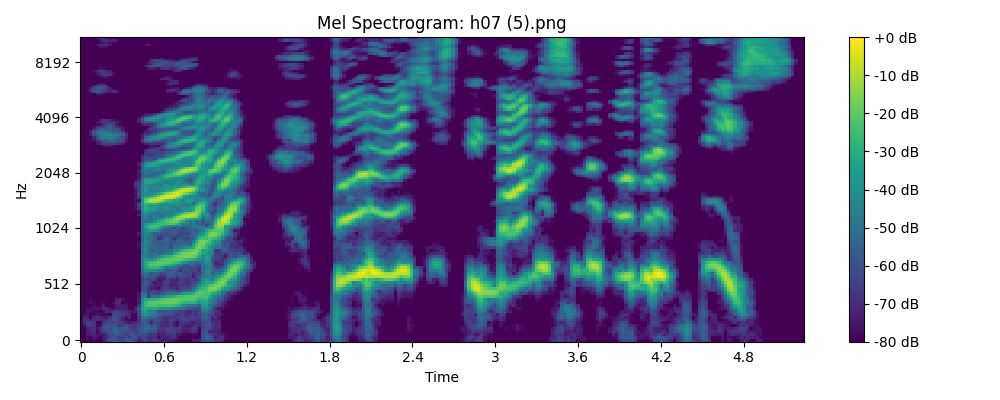 Mel Spectrogram: h07 (5).png
+0 dB
8192
-10 dB
4096
-20 dB
-30 dB
2048
Hz
-40 dB
1024
-50 dB
-60 dB
512
-70 dB
0
-80 dB
0 0.6 1.2 1.8 2.4 3 3.6 4.2 4.8
Time